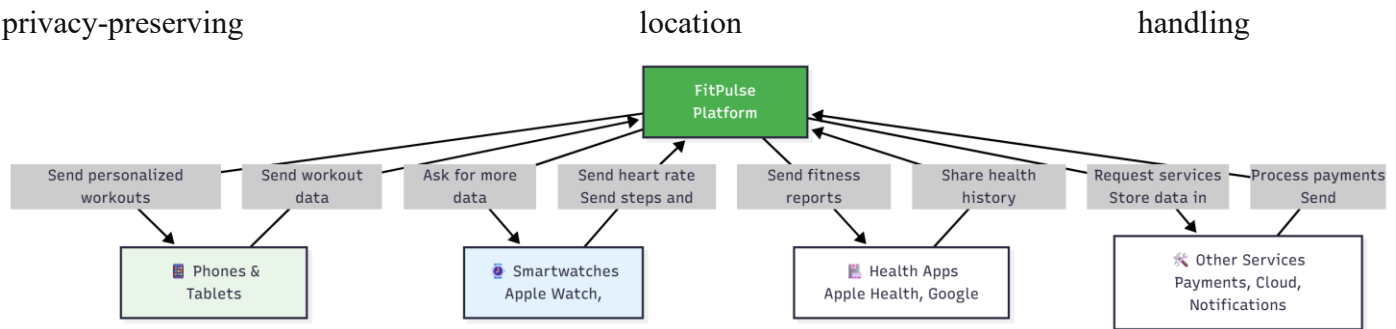 privacy-preserving location handling
FitPulse
Platform
Send personalized
workouts
Send workout
data
Ask for more
data
Send heart rate
Send steps and
Send fitness
reports
Share health
history
Request services
Store data in
Process payments
Send
Phones &
Tablets
Smartwatches
Apple Watch,
Health Apps
Apple Health, Google
Other Services
Payments, Cloud,
Notifications